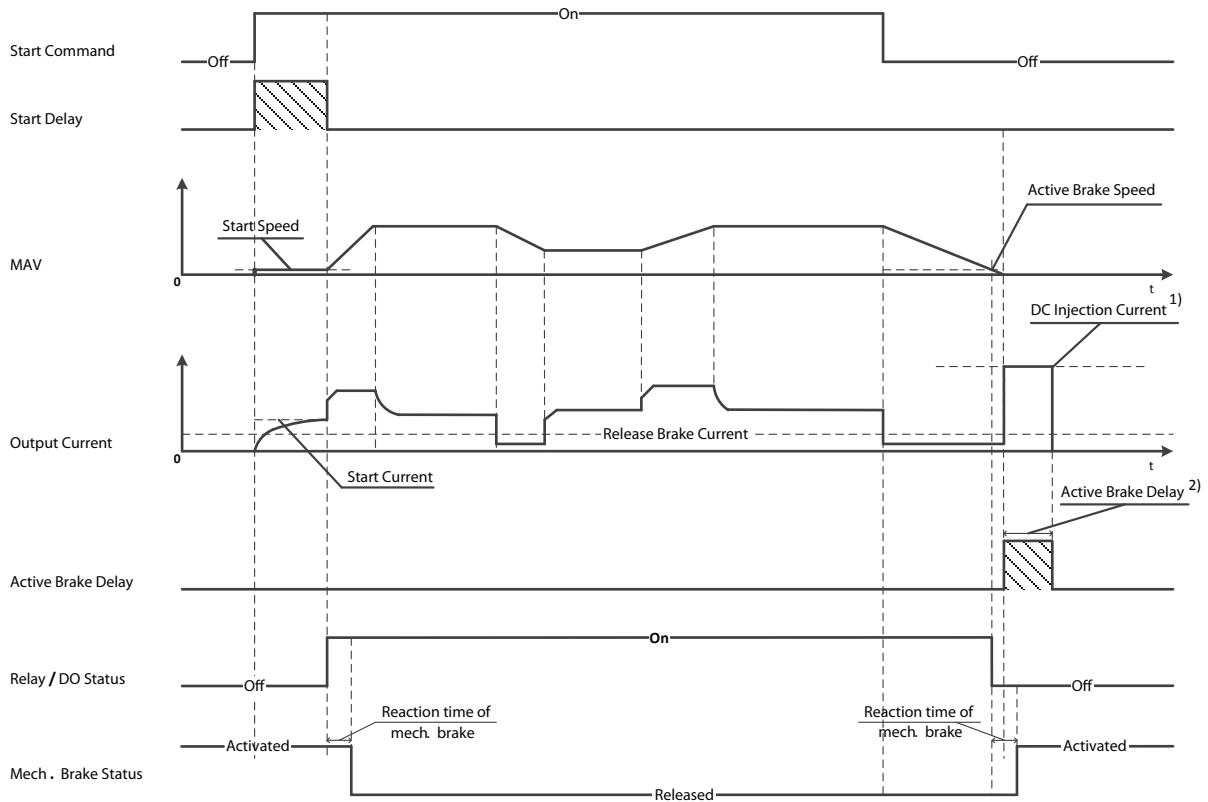 On
Start Command
Off
Off
Start Delay
Active Brake Speed
Start Speed
MAV
0
t
DC Injection Current 1)
Release Brake Current
Output Current
0
t
Start Current
Active Brake Delay 2)
Active Brake Delay
On
Relay / DO Status
Off
Off
Reaction time of
mech. brake
Reaction time of
mech. brake
Activated
Activated
Mech . Brake Status
Released